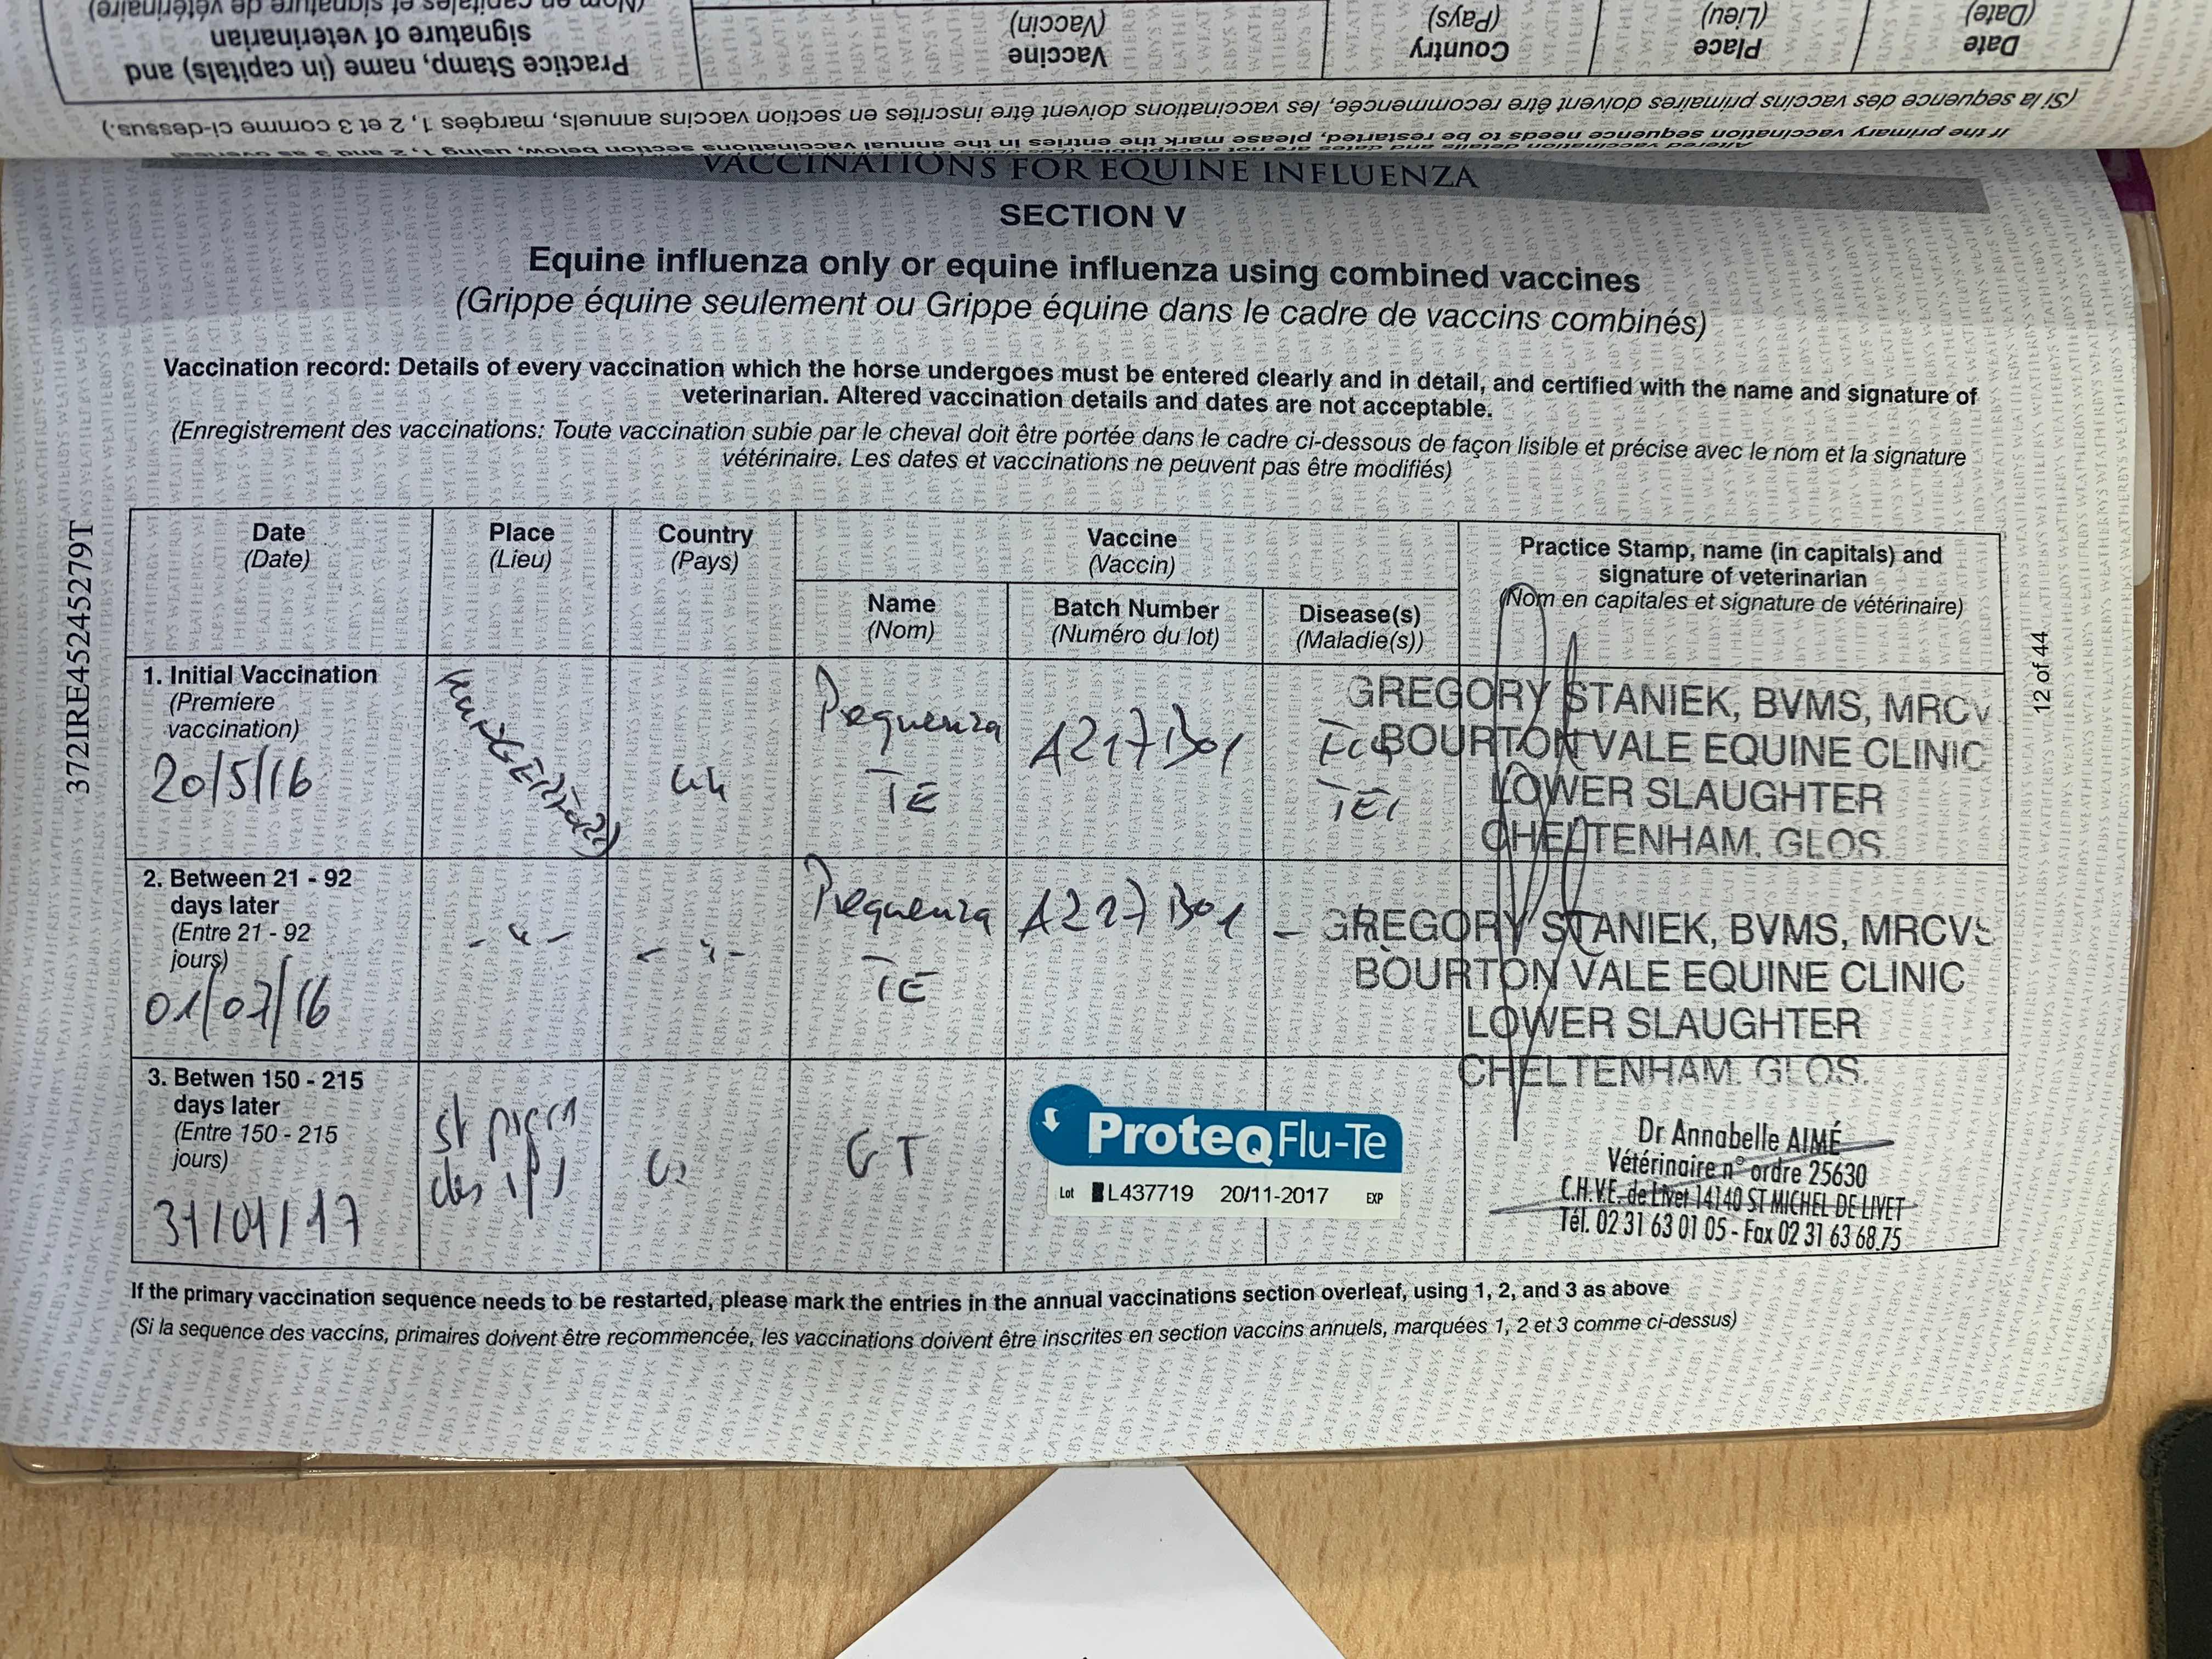 (Nom en capitales et signature de vétérinaire)
Practice Stamp, name (in capitals) and
signature of veterinarian
Vaccine
(Vaccin)
Country
(Pays)
Place
(Lieu)
Date
(Date)
(Si la sequence des vaccins primaires doivent être recommencée, les vaccinations doivent être inscrites en section vaccins annuels, marqées 1, 2 et 3 comme ci-dessus.)
If the primary vaccination sequence needs to be restarted, please mark the entries in the annual vaccinations section below, using 1, 2 and 3 as overleaf
VACCINATIONS FOR EQUINE INFLUENZA
SECTION V
Equine influenza only or equine influenza using combined vaccines
(Grippe équine seulement ou Grippe équine dans le cadre de vaccins combinés)
Vaccination record: Details of every vaccination which the horse undergoes must be entered clearly and in detail, and certified with the name and signature of
veterinarian. Altered vaccination details and dates are not acceptable.
(Enregistrement des vaccinations: Toute vaccination subie par le cheval doit être portée dans le cadre ci-dessous de façon lisible et précise avec le nom et la signature
vétérinaire. Les dates et vaccinations ne peuvent pas être modifiés)
372IRE45245279T
12 of 44
Date
(Date)
Place
(Lieu)
Country
(Pays)
Vaccine
(Vaccin)
Name
(Nom)
Batch Number
(Numéro du lot)
Disease(s)
(Maladie(s))
Practice Stamp, name (in capitals) and
signature of veterinarian
(Nom en capitales et signature de vétérinaire)
1. Initial Vaccination
(Premiere
vaccination)
20/5/16
UK
Prequenza
TE
A217B01
TET
GREGORY STANIEK, BVMS, MRCV
BOURTON VALE EQUINE CLINIC
LOWER SLAUGHTER
CHELTENHAM. GLOS.
2. Between 21 - 92
days later
(Entre 21 - 92
jours)
01/07/16
- " -
- " -
Prequenza
TE
A217B01
GREGORY STANIEK, BVMS, MRCVS
BOURTON VALE EQUINE CLINIC
LOWER SLAUGHTER
CHELTENHAM. GLOS.
3. Betwen 150 - 215
days later
(Entre 150 - 215
jours)
31/01/17
GT
ProteqFlu-Te
Lot L437719 20/11-2017 EXP
Dr Annabelle AIMÉ
Vétérinaire n° ordre 25630
C.H.V.E. de Livet 14140 ST MICHEL DE LIVET
Tél. 02 31 63 01 05 - Fax 02 31 63 68 75
If the primary vaccination sequence needs to be restarted, please mark the entries in the annual vaccinations section overleaf, using 1, 2, and 3 as above
(Si la sequence des vaccins, primaires doivent être recommencée, les vaccinations doivent être inscrites en section vaccins annuels, marquées 1, 2 et 3 comme ci-dessus)